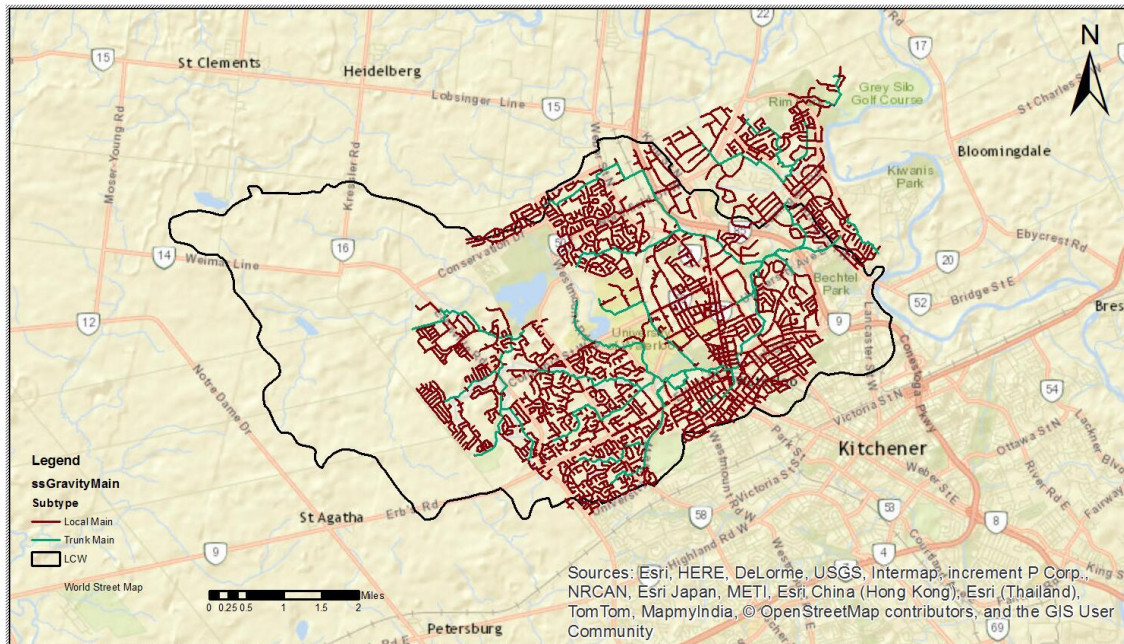 22
17
15
St Clements
Heidelberg
N
Lobsinger Line
15
Rim
Grey Silo
Golf Course
St Charles St
Moser-Young Rd
Kressler Rd
Bloomingdale
Kiwanis
Park
14
Weimar Line
16
Conservation Dr
Ebycrest Rd
20
Bechtel
Park
52
Bridge St E
Bres
12
Notre Dame Dr
9
Lancaster St W
Conestoga Pkwy
54
Victoria St N
Ottawa St N
Lackner Blvd
Kitchener
Park St
Westmount Rd W
Victoria St S
Weber St E
River Rd E
Fairway
Legend
ssGravityMain
Subtype
Local Main
Trunk Main
LCW
World Street Map
St Agatha
Erb's Rd
58
53
8
9
Highland Rd W
4
King S
0 0.25 0.5 1 1.5 2
Miles
Petersburg
69
Sources: Esri, HERE, DeLorme, USGS, Intermap, increment P Corp.,
NRCAN, Esri Japan, METI, Esri China (Hong Kong), Esri (Thailand),
TomTom, MapmyIndia, © OpenStreetMap contributors, and the GIS User
Community